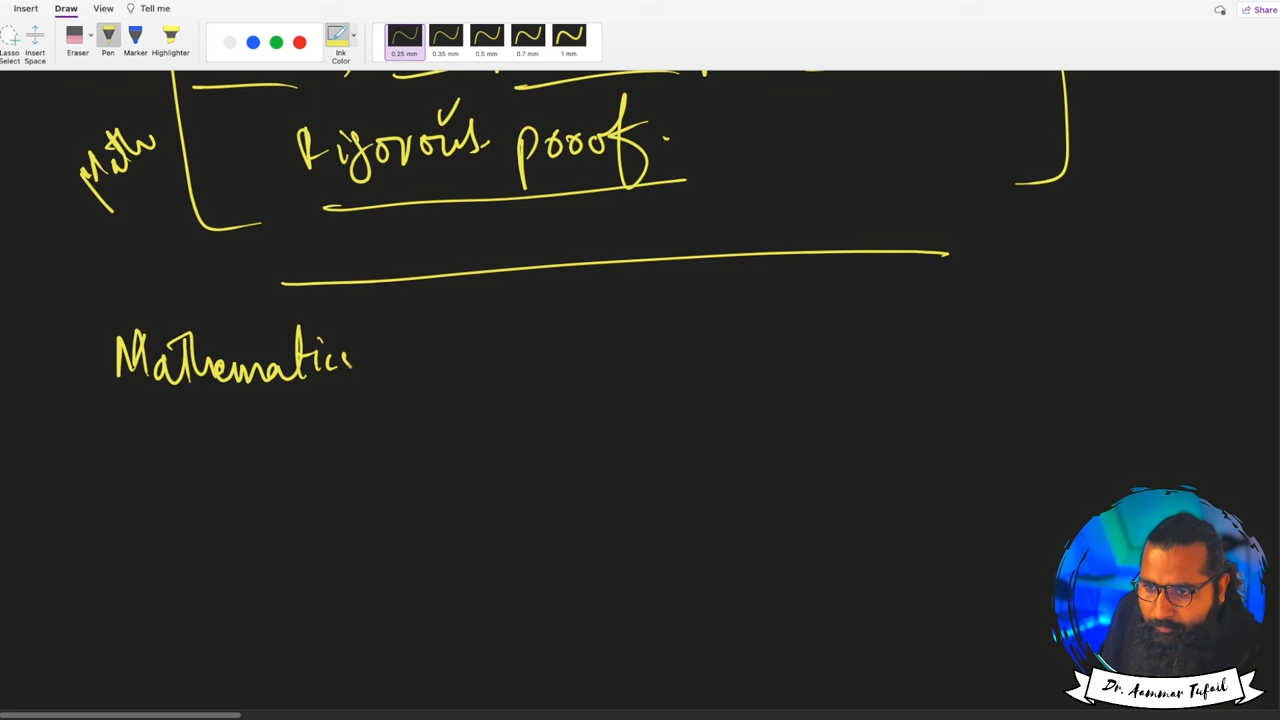 Insert Draw View Tell me Share
Lasso Select Insert Space Eraser Pen Marker Highlighter Ink Color 0.25 mm 0.35 mm 0.5 mm 0.7 mm 1 mm
Math
Rigorous proof.
Mathematic
Dr. Aammar Tufail